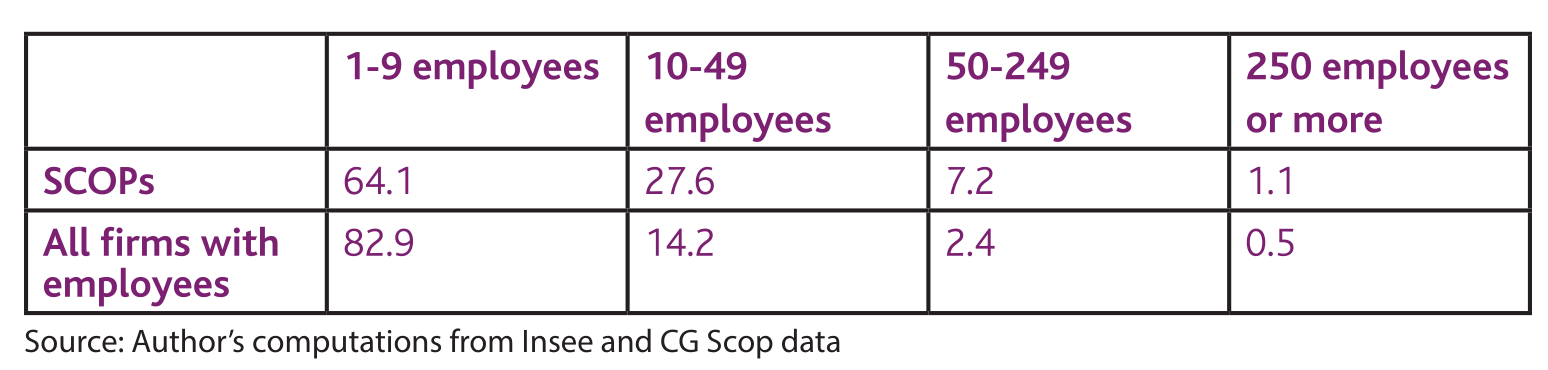 1-9 employees 10-49 50-249 250 employees
employees employees or more
SCOPs 64.1 27.6 7.2 1.1
All firms with 82.9 14.2 2.4 0.5
employees
Source: Author’s computations from Insee and CG Scop data